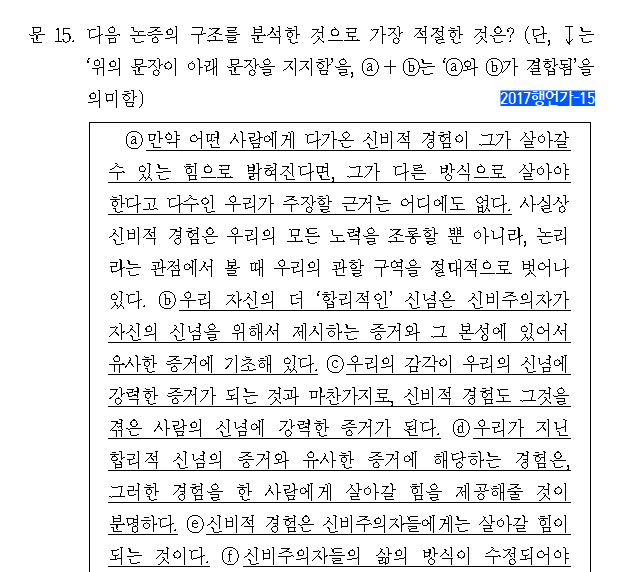 문 15. 다음 논증의 구조를 분석한 것으로 가장 적절한 것은? (단, ↓는
‘위의 문장이 아래 문장을 지지함’을, ⓐ + ⓑ는 ‘ⓐ와 ⓑ가 결합됨’을
의미함) 2017행언가-15
ⓐ만약 어떤 사람에게 다가온 신비적 경험이 그가 살아갈
수 있는 힘으로 밝혀진다면, 그가 다른 방식으로 살아야
한다고 다수인 우리가 주장할 근거는 어디에도 없다. 사실상
신비적 경험은 우리의 모든 노력을 조롱할 뿐 아니라, 논리
라는 관점에서 볼 때 우리의 관할 구역을 절대적으로 벗어나
있다. ⓑ우리 자신의 더 ‘합리적인’ 신념은 신비주의자가
자신의 신념을 위해서 제시하는 증거와 그 본성에 있어서
유사한 증거에 기초해 있다. ⓒ우리의 감각이 우리의 신념에
강력한 증거가 되는 것과 마찬가지로, 신비적 경험도 그것을
겪은 사람의 신념에 강력한 증거가 된다. ⓓ우리가 지닌
합리적 신념의 증거와 유사한 증거에 해당하는 경험은,
그러한 경험을 한 사람에게 살아갈 힘을 제공해줄 것이
분명하다. ⓔ신비적 경험은 신비주의자들에게는 살아갈 힘이
되는 것이다. ⓕ신비주의자들의 삶의 방식이 수정되어야